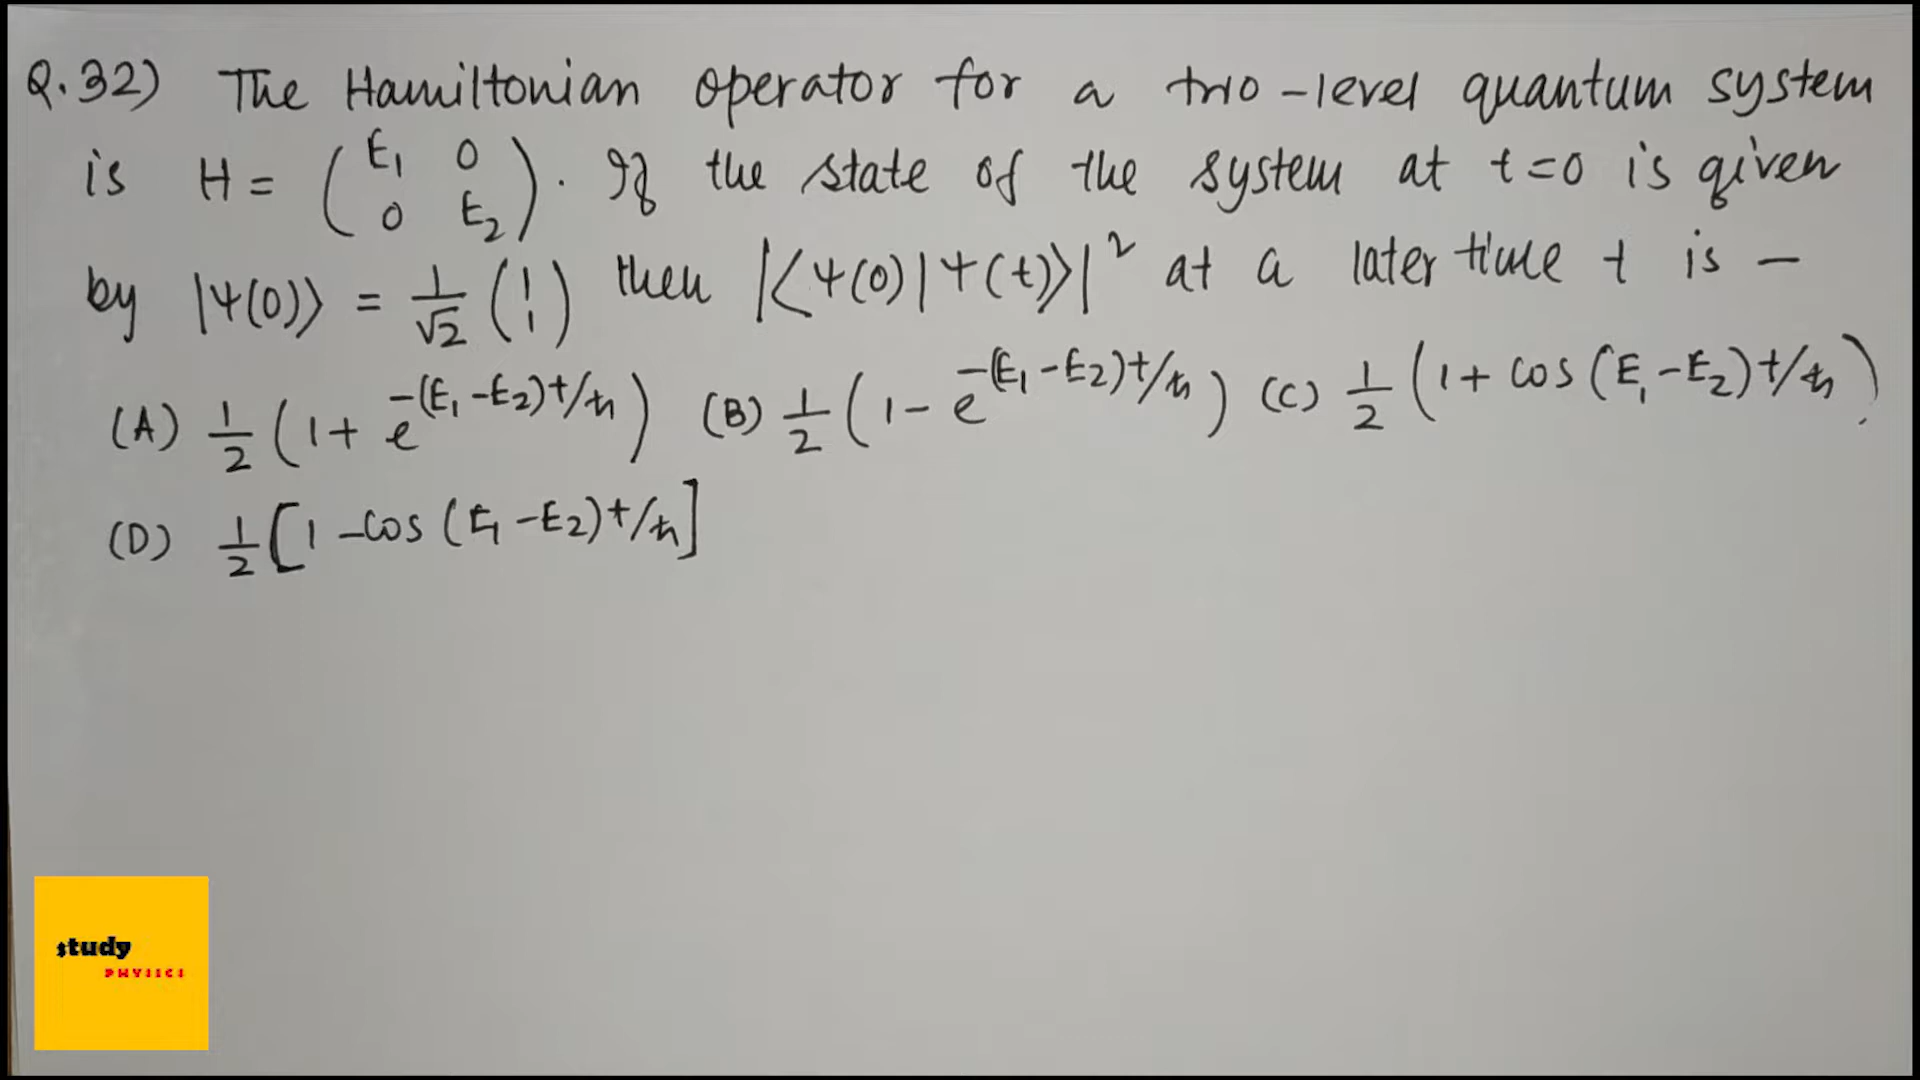 Q.32) The Hamiltonian operator for a two-level quantum system
is H = (E₁ 0
0 E₂). If the state of the system at t=0 is given
by |Ψ(0)⟩ = 1/√2 (1
1) then |⟨Ψ(0)|Ψ(t)⟩|² at a later time t is –
(A) 1/2 (1 + e^-(E₁-E₂)t/ħ) (B) 1/2 (1 - e^-(E₁-E₂)t/ħ) (C) 1/2 (1 + cos (E₁-E₂)t/ħ)
(D) 1/2 [1 - cos (E₁-E₂)t/ħ]
study
PHYSICS